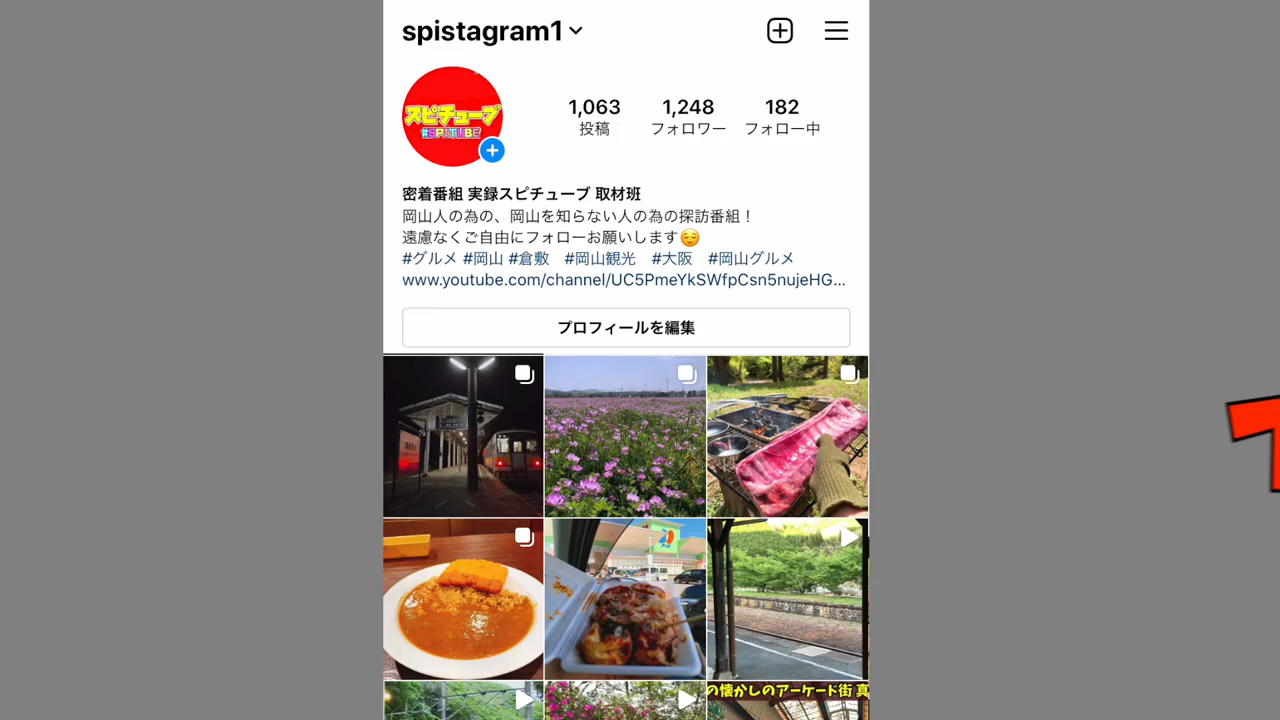 spistagram1
スピチューブ
#SPITUBE
1,063
投稿
1,248
フォロワー
182
フォロー中
密着番組 実録スピチューブ 取材班
岡山人の為の、岡山を知らない人の為の探訪番組！
遠慮なくご自由にフォローお願いします😌
#グルメ #岡山 #倉敷　#岡山観光　#大阪　#岡山グルメ
www.youtube.com/channel/UC5PmeYkSWfpCsn5nujeHG...
プロフィールを編集
の懐かしのアーケード街 真